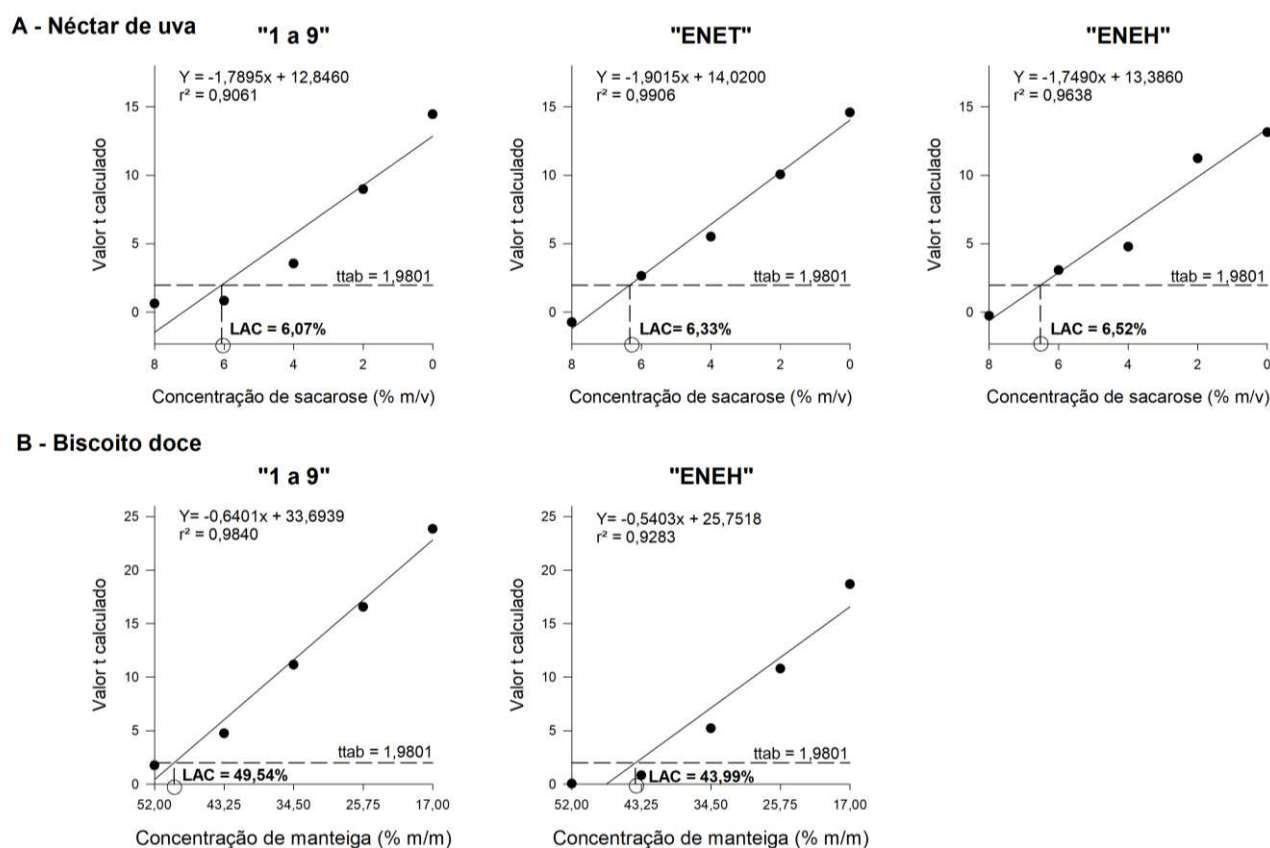 A - Néctar de uva
"1 a 9"
Y = -1,7895x + 12,8460
r² = 0,9061
15
10
5
0
Valor t calculado
ttab = 1,9801
LAC = 6,07%
8 6 4 2 0
Concentração de sacarose (% m/v)
"ENET"
Y = -1,9015x + 14,0200
r² = 0,9906
15
10
5
0
Valor t calculado
ttab = 1,9801
LAC= 6,33%
8 6 4 2 0
Concentração de sacarose (% m/v)
"ENEH"
Y = -1,7490x + 13,3860
r² = 0,9638
15
10
5
0
Valor t calculado
ttab = 1,9801
LAC = 6,52%
8 6 4 2 0
Concentração de sacarose (% m/v)
B - Biscoito doce
"1 a 9"
Y= -0,6401x + 33,6939
r² = 0,9840
25
20
15
10
5
0
Valor t calculado
ttab = 1,9801
LAC = 49,54%
52,00 43,25 34,50 25,75 17,00
Concentração de manteiga (% m/m)
"ENEH"
Y= -0,5403x + 25,7518
r² = 0,9283
25
20
15
10
5
0
Valor t calculado
ttab = 1,9801
LAC = 43,99%
52,00 43,25 34,50 25,75 17,00
Concentração de manteiga (% m/m)